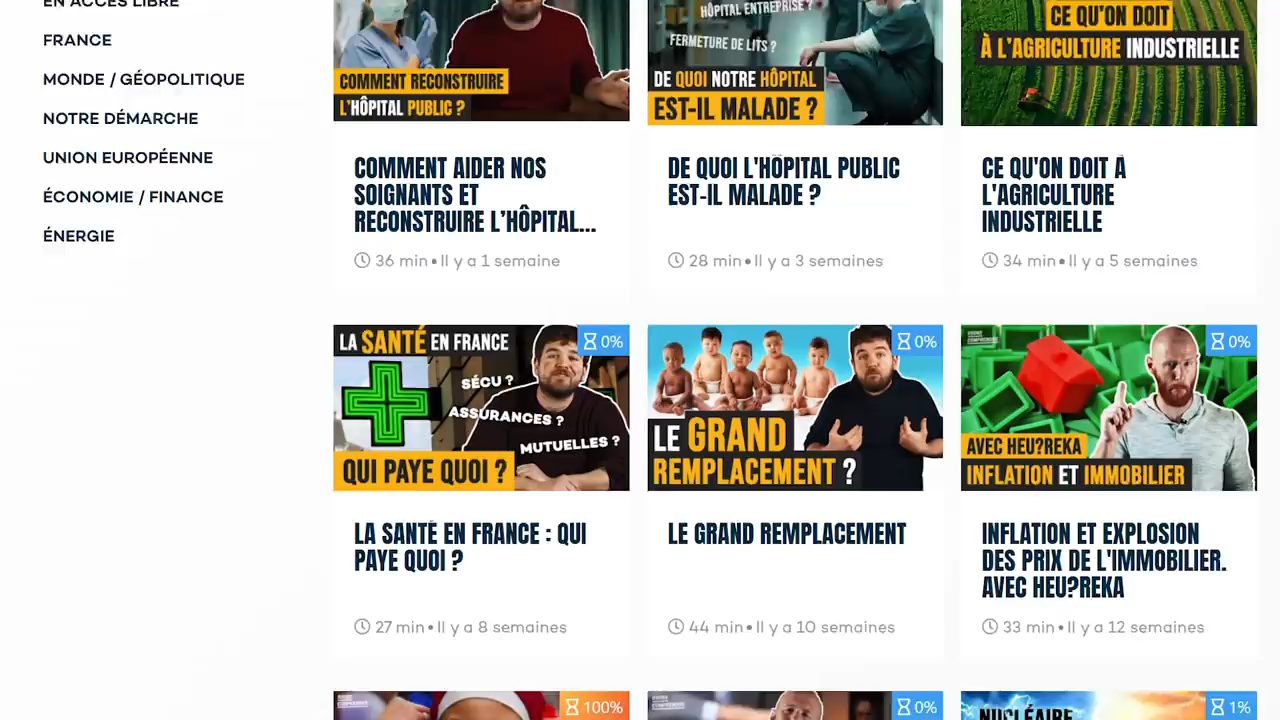 EN ACCÈS LIBRE
FRANCE
MONDE / GÉOPOLITIQUE
NOTRE DÉMARCHE
UNION EUROPÉENNE
ÉCONOMIE / FINANCE
ÉNERGIE
COMMENT RECONSTRUIRE
L'HÔPITAL PUBLIC ?
COMMENT AIDER NOS
SOIGNANTS ET
RECONSTRUIRE L’HÔPITAL...
36 min • Il y a 1 semaine
HÔPITAL ENTREPRISE ?
FERMETURE DE LITS ?
DE QUOI NOTRE HÔPITAL
EST-IL MALADE ?
DE QUOI L'HÔPITAL PUBLIC
EST-IL MALADE ?
28 min • Il y a 3 semaines
CE QU'ON DOIT
À L'AGRICULTURE INDUSTRIELLE
CE QU'ON DOIT À
L'AGRICULTURE
INDUSTRIELLE
34 min • Il y a 5 semaines
LA SANTÉ EN FRANCE
0%
SÉCU ?
ASSURANCES ?
MUTUELLES ?
QUI PAYE QUOI ?
LA SANTÉ EN FRANCE : QUI
PAYE QUOI ?
27 min • Il y a 8 semaines
0%
LE GRAND
REMPLACEMENT ?
LE GRAND REMPLACEMENT
44 min • Il y a 10 semaines
0%
AVEC HEU?REKA
INFLATION ET IMMOBILIER
INFLATION ET EXPLOSION
DES PRIX DE L'IMMOBILIER.
AVEC HEU?REKA
33 min • Il y a 12 semaines
100%
0%
NUCLÉAIRE
1%